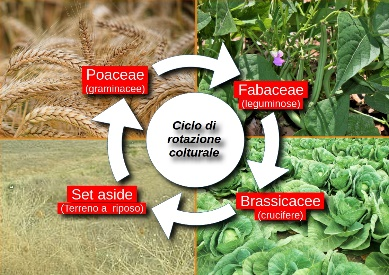 Poaceae
(graminacee)
Fabaceae
(leguminose)
Ciclo di
rotazione
colturale
Set aside
(Terreno a riposo)
Brassicacee
(crucifere)